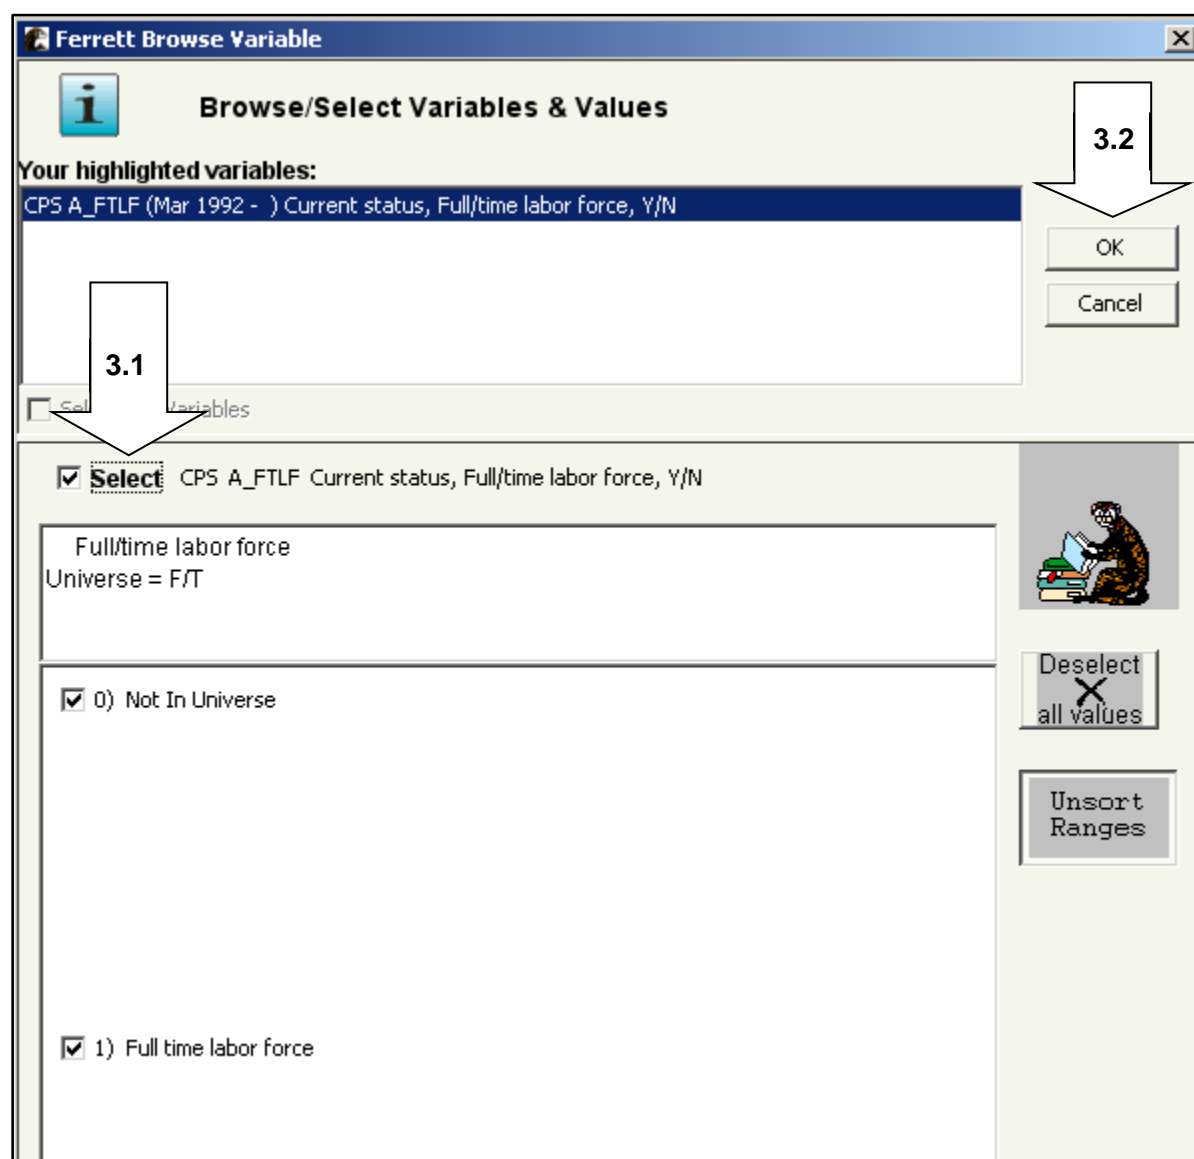 Ferrett Browse Variable
Browse/Select Variables & Values
3.2
Your highlighted variables:
CPS A_FTLF (Mar 1992 - ) Current status, Full/time labor force, Y/N
OK
Cancel
3.1
Variables
Select CPS A_FTLF Current status, Full/time labor force, Y/N
Full/time labor force
Universe = F/T
Deselect
all values
0) Not In Universe
Unsort
Ranges
1) Full time labor force